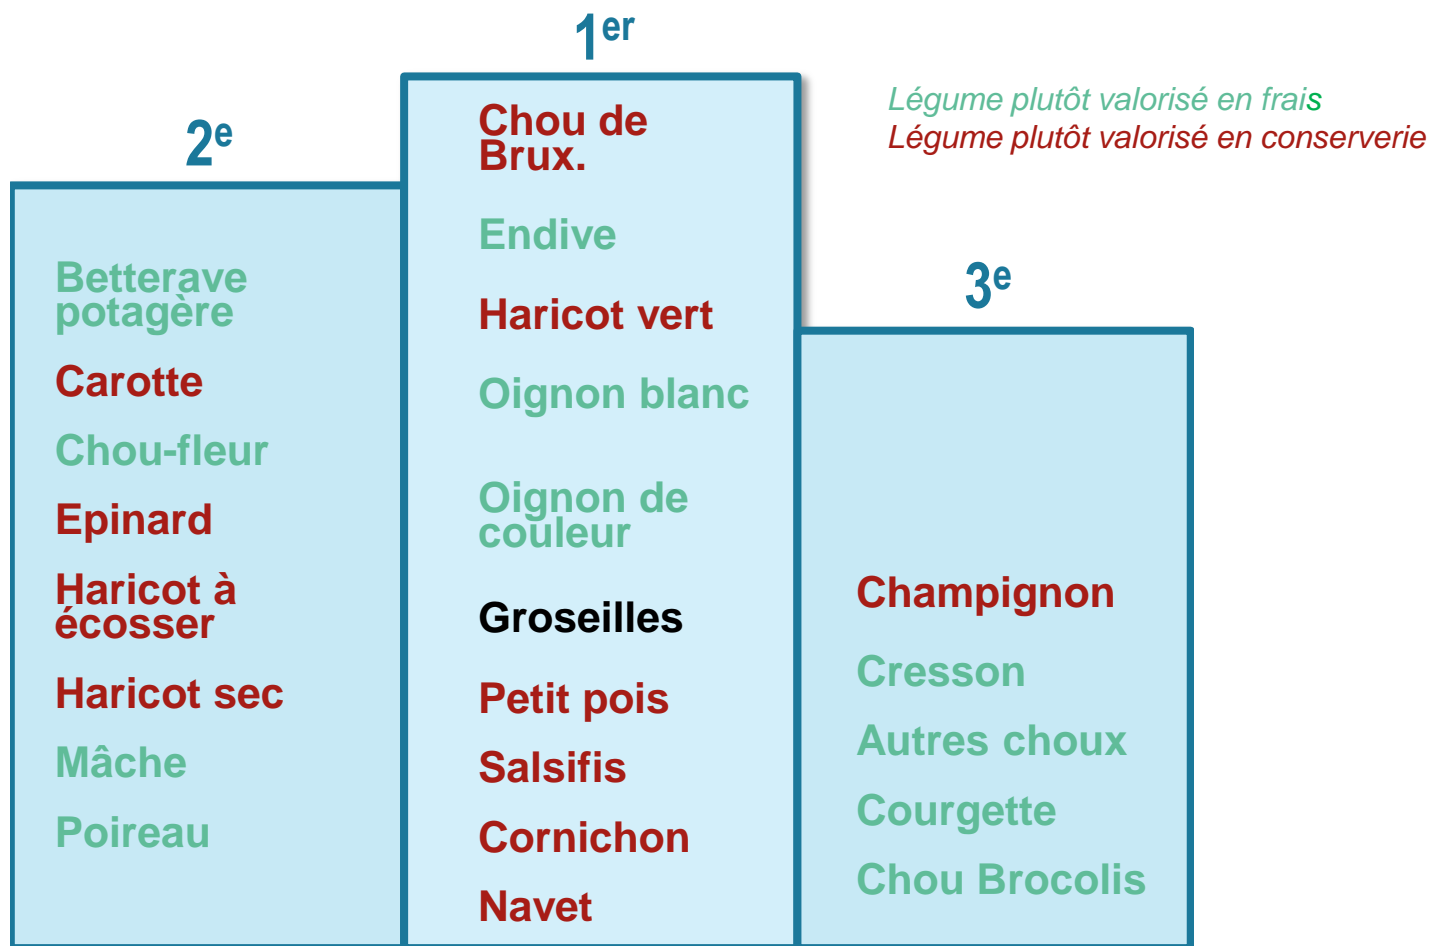 1er
Légume plutôt valorisé en frais
Légume plutôt valorisé en conserverie
2e
Betterave
potagère
Carotte
Chou-fleur
Epinard
Haricot à
écosser
Haricot sec
Mâche
Poireau
Chou de
Brux.
Endive
Haricot vert
Oignon blanc
Oignon de
couleur
Groseilles
Petit pois
Salsifis
Cornichon
Navet
3e
Champignon
Cresson
Autres choux
Courgette
Chou Brocolis